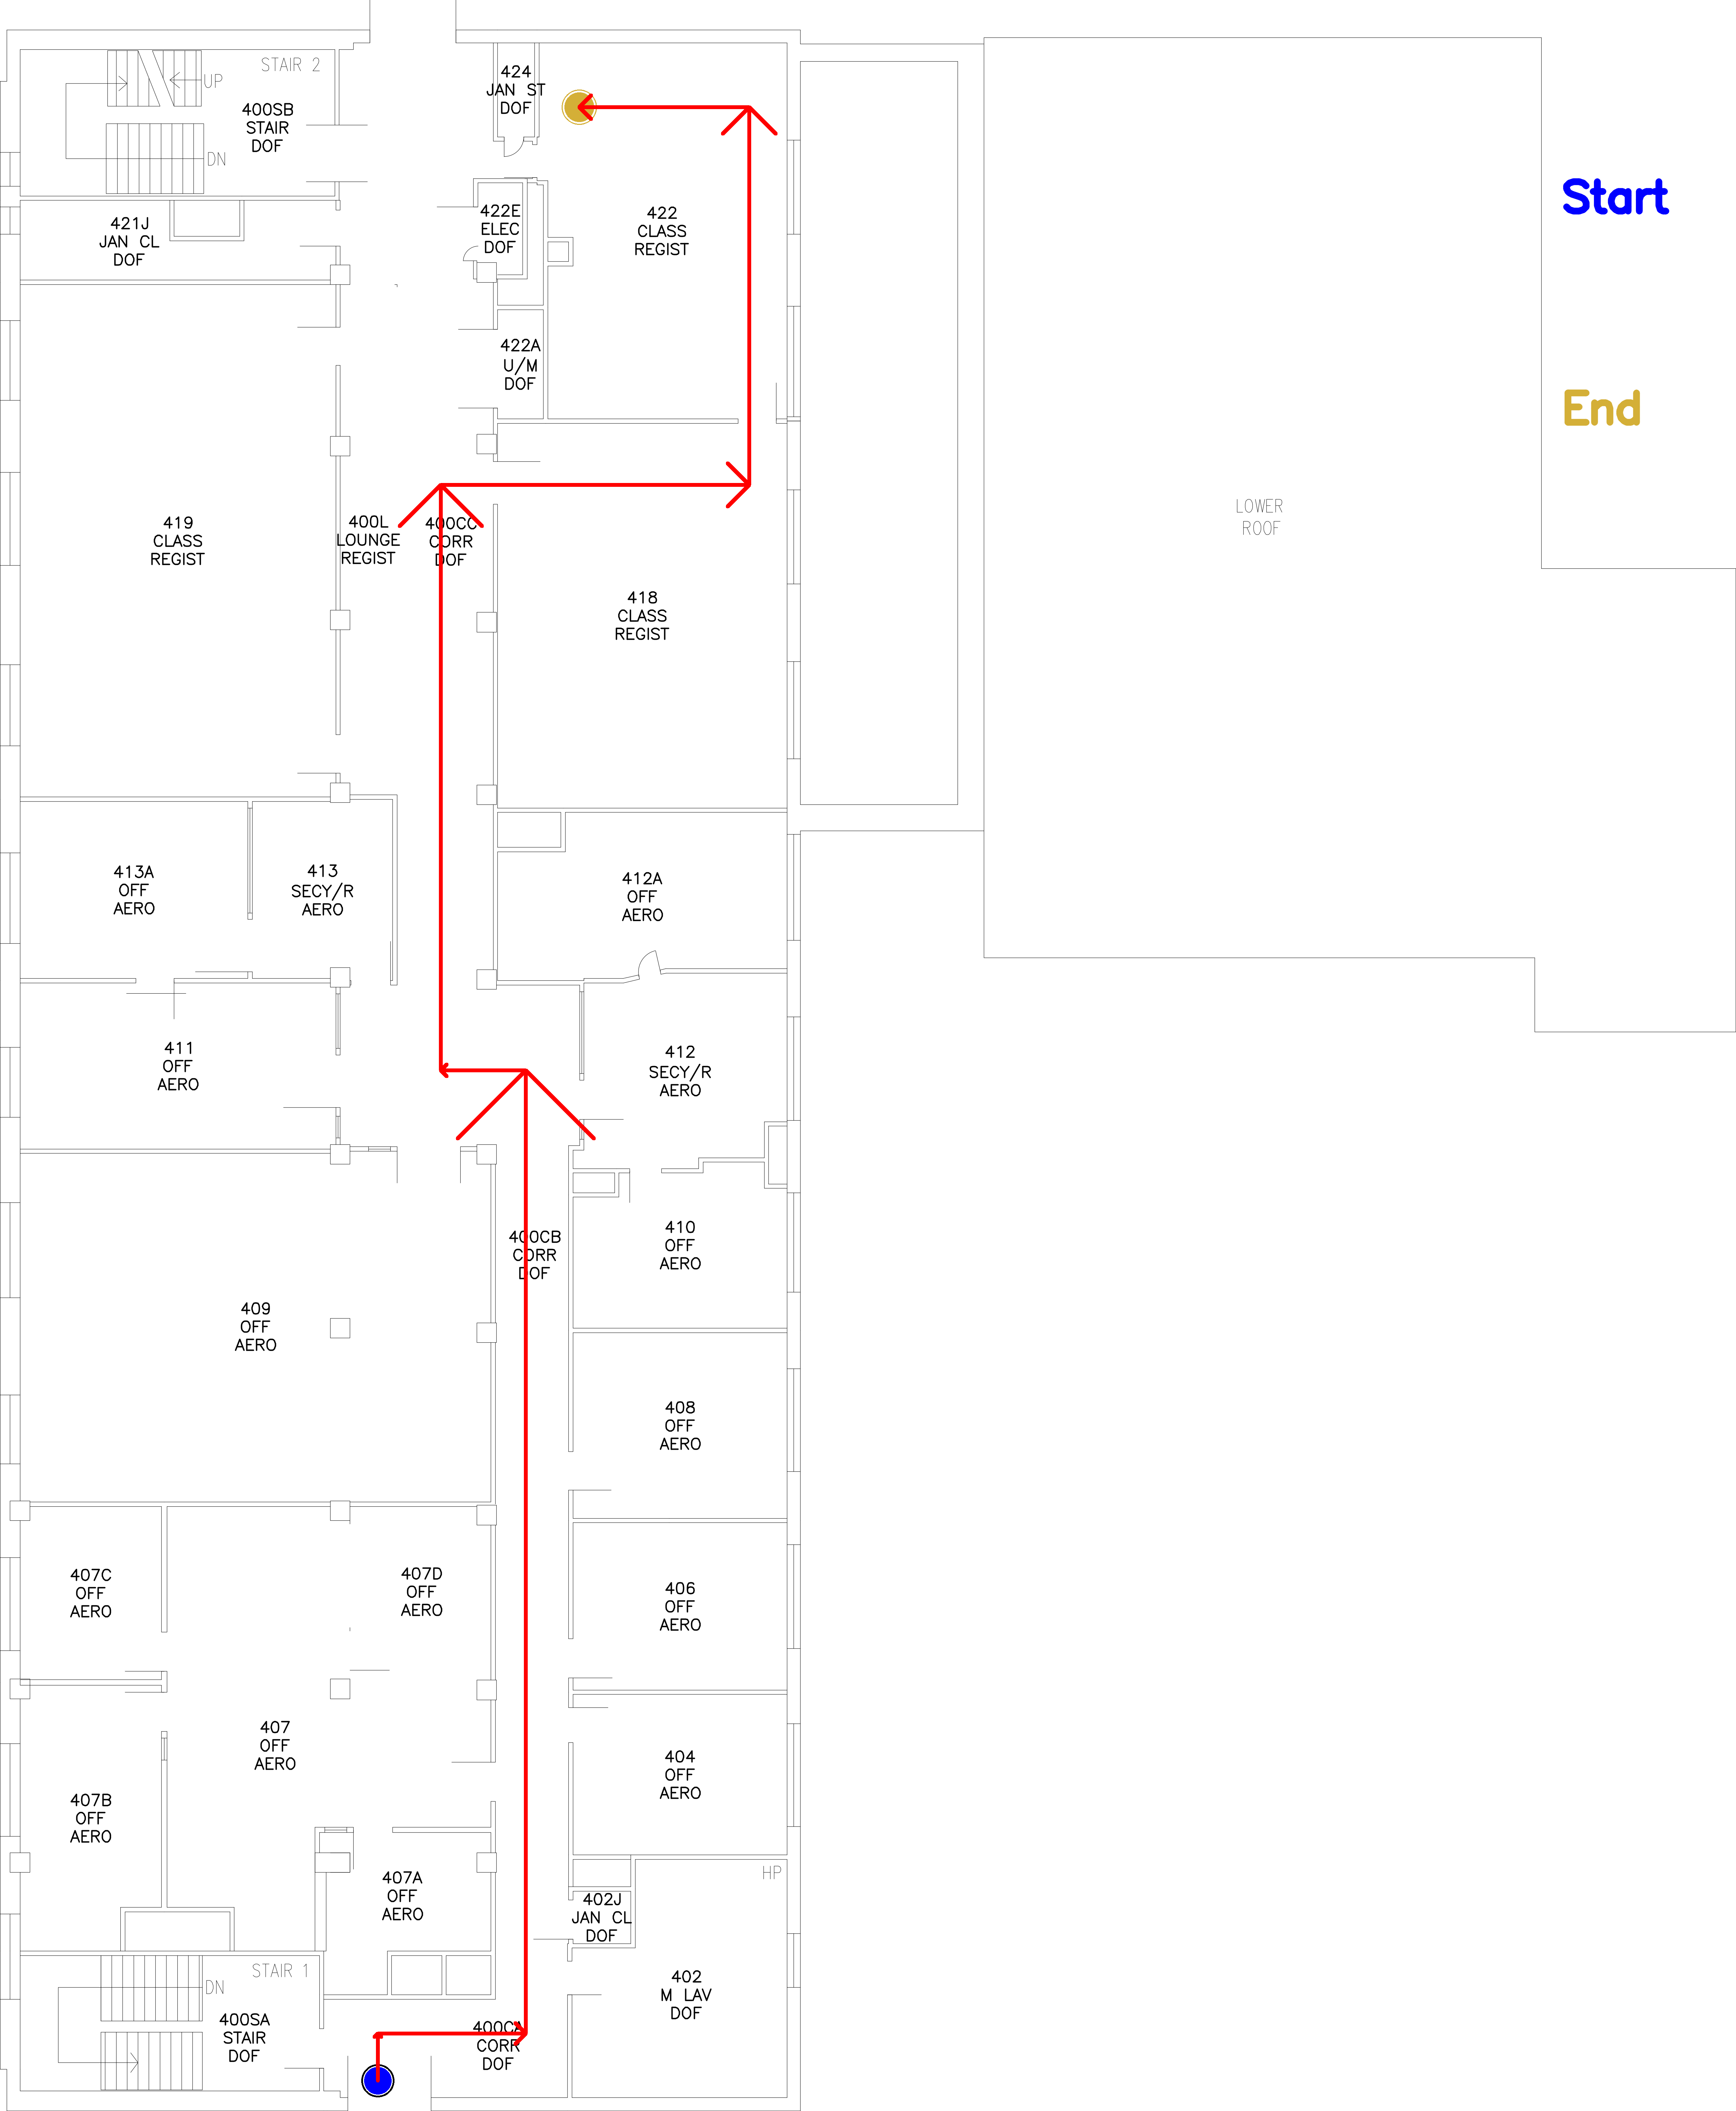 STAIR 2
UP
400SB
STAIR
DOF
DN
424
JAN ST
DOF
421J
JAN CL
DOF
422E
ELEC
DOF
422
CLASS
REGIST
Start
422A
U/M
DOF
End
419
CLASS
REGIST
400L
LOUNGE
REGIST
400CC
CORR
DOF
LOWER
ROOF
418
CLASS
REGIST
413A
OFF
AERO
413
SECY/R
AERO
412A
OFF
AERO
411
OFF
AERO
412
SECY/R
AERO
400CB
CORR
DOF
410
OFF
AERO
409
OFF
AERO
408
OFF
AERO
407C
OFF
AERO
407D
OFF
AERO
406
OFF
AERO
407
OFF
AERO
404
OFF
AERO
407B
OFF
AERO
HP
407A
OFF
AERO
402J
JAN CL
DOF
STAIR 1
DN
402
M LAV
DOF
400SA
STAIR
DOF
400CA
CORR
DOF